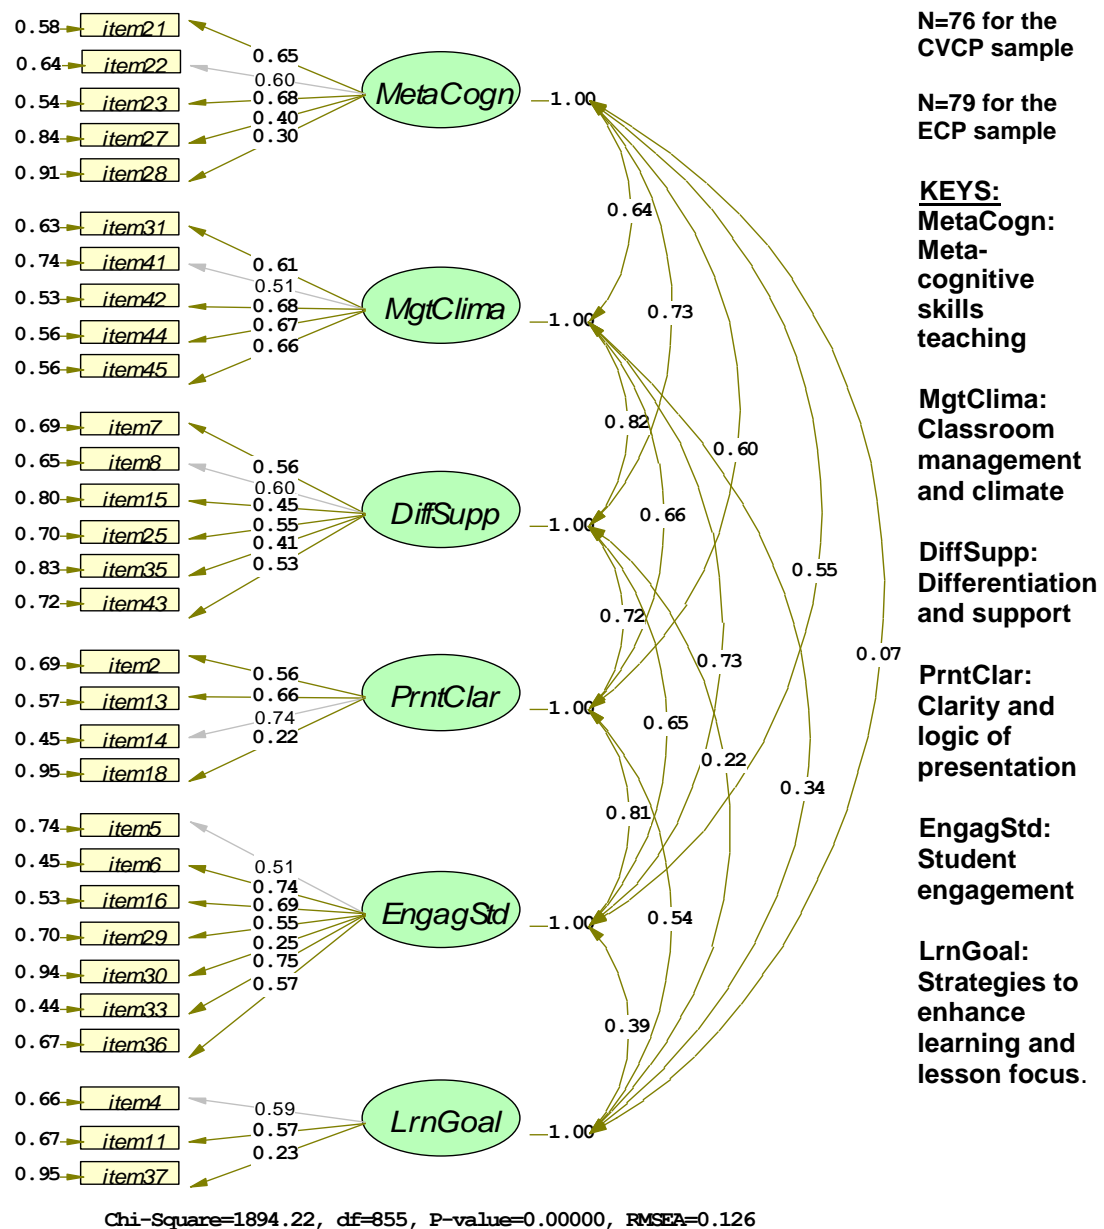 0.58 item21
0.64 item22
0.54 item23
0.84 item27
0.91 item28
0.65
0.60
0.68
0.40
0.30
MetaCogn
1.00
0.63 item31
0.74 item41
0.53 item42
0.56 item44
0.56 item45
0.61
0.51
0.68
0.67
0.66
MgtClima
1.00
0.69 item7
0.65 item8
0.80 item15
0.70 item25
0.83 item35
0.72 item43
0.56
0.60
0.45
0.55
0.41
0.53
DiffSupp
1.00
0.69 item2
0.57 item13
0.45 item14
0.95 item18
0.56
0.66
0.74
0.22
PrntClar
1.00
0.74 item5
0.45 item6
0.53 item16
0.70 item29
0.94 item30
0.44 item33
0.67 item36
0.51
0.74
0.69
0.55
0.25
0.75
0.57
EngagStd
1.00
0.66 item4
0.67 item11
0.95 item37
0.59
0.57
0.23
LrnGoal
1.00
0.64
0.73
0.82
0.60
0.66
0.55
0.72
0.07
0.73
0.65
0.22
0.34
0.81
0.54
0.39
Chi-Square=1894.22, df=855, P-value=0.00000, RMSEA=0.126
N=76 for the
CVCP sample
N=79 for the
ECP sample
KEYS:
MetaCogn:
Meta-
cognitive
skills
teaching
MgtClima:
Classroom
management
and climate
DiffSupp:
Differentiation
and support
PrntClar:
Clarity and
logic of
presentation
EngagStd:
Student
engagement
LrnGoal:
Strategies to
enhance
learning and
lesson focus.